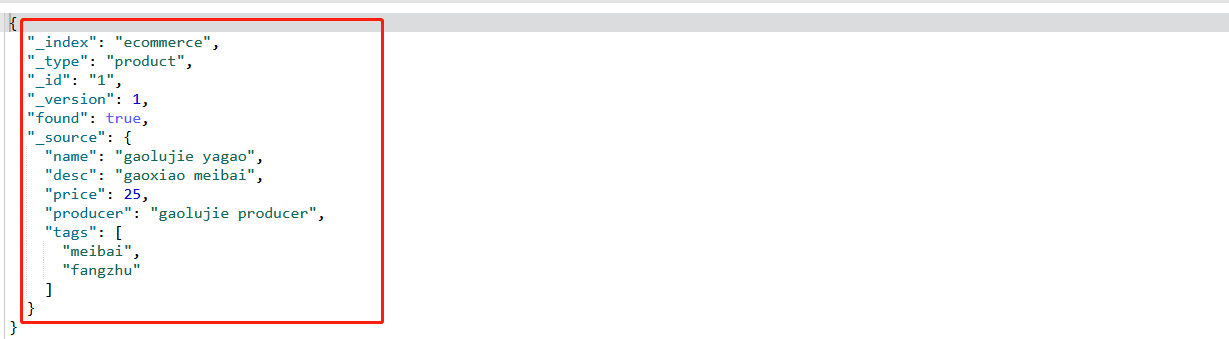 {
  "_index": "ecommerce",
  "_type": "product",
  "_id": "1",
  "_version": 1,
  "found": true,
  "_source": {
    "name": "gaolujie yagao",
    "desc": "gaoxiao meibai",
    "price": 25,
    "producer": "gaolujie producer",
    "tags": [
      "meibai",
      "fangzhu"
    ]
  }
}